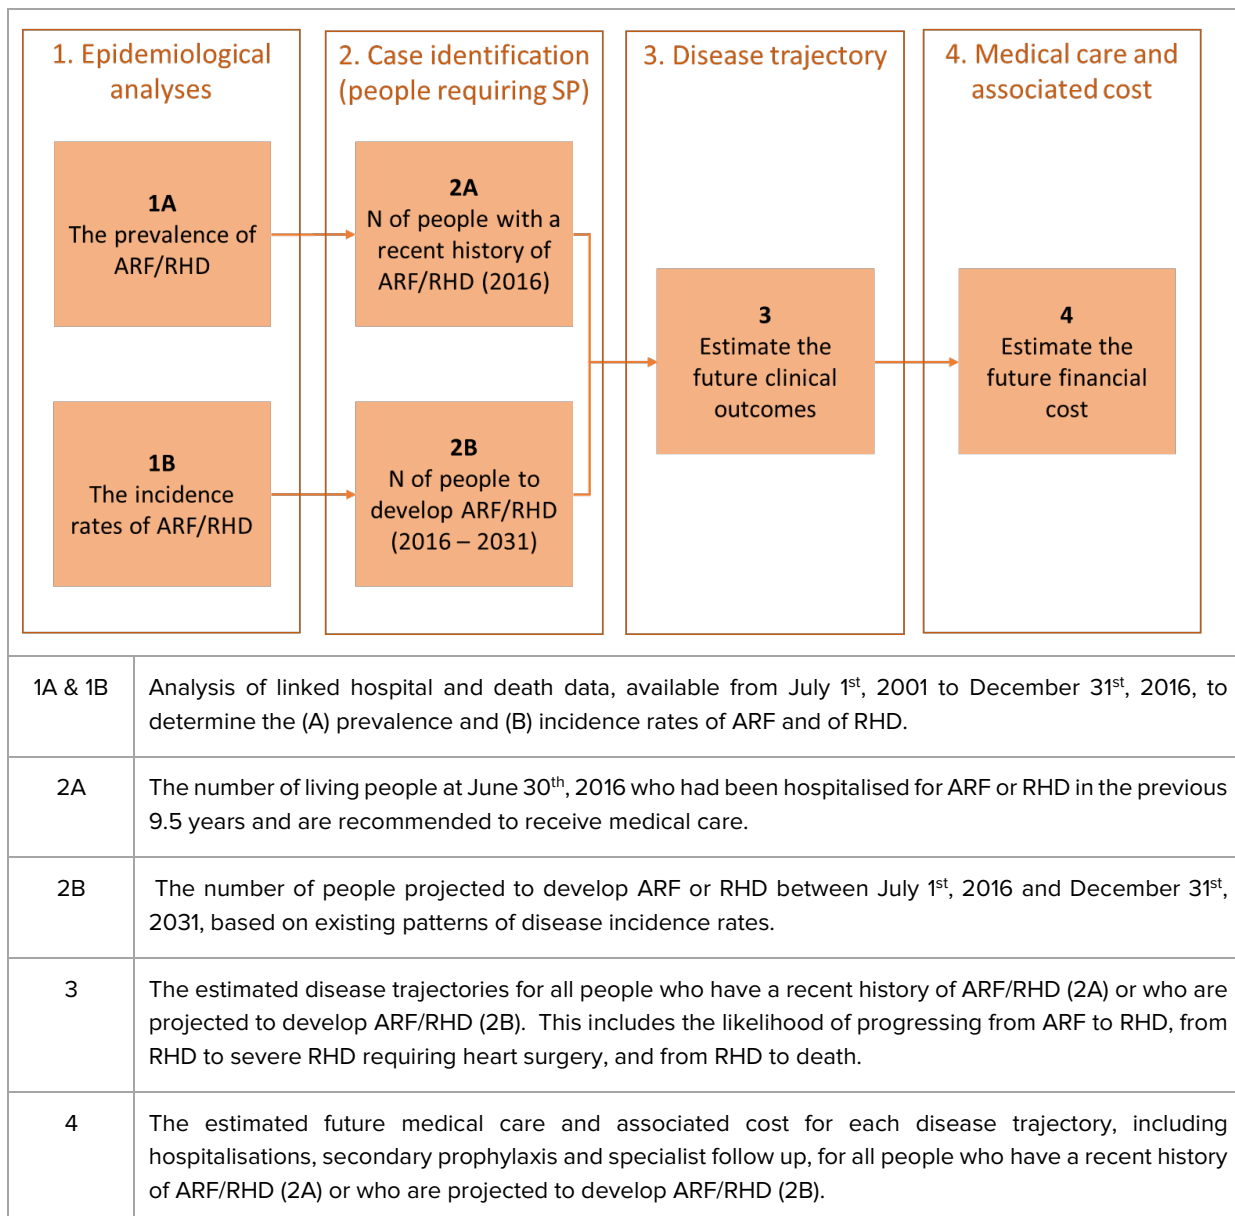 1. Epidemiological
analyses
2. Case identification
(people requiring SP)
3. Disease trajectory
4. Medical care and
associated cost
1A
The prevalence of
ARF/RHD
2A
N of people with a
recent history of
ARF/RHD (2016)
1B
The incidence
rates of ARF/RHD
2B
N of people to
develop ARF/RHD
(2016 – 2031)
3
Estimate the
future clinical
outcomes
4
Estimate the
future financial
cost
1A & 1B
Analysis of linked hospital and death data, available from July 1st, 2001 to December 31st, 2016, to
determine the (A) prevalence and (B) incidence rates of ARF and of RHD.
2A
The number of living people at June 30th, 2016 who had been hospitalised for ARF or RHD in the previous
9.5 years and are recommended to receive medical care.
2B
The number of people projected to develop ARF or RHD between July 1st, 2016 and December 31st,
2031, based on existing patterns of disease incidence rates.
3
The estimated disease trajectories for all people who have a recent history of ARF/RHD (2A) or who are
projected to develop ARF/RHD (2B). This includes the likelihood of progressing from ARF to RHD, from
RHD to severe RHD requiring heart surgery, and from RHD to death.
4
The estimated future medical care and associated cost for each disease trajectory, including
hospitalisations, secondary prophylaxis and specialist follow up, for all people who have a recent history
of ARF/RHD (2A) or who are projected to develop ARF/RHD (2B).